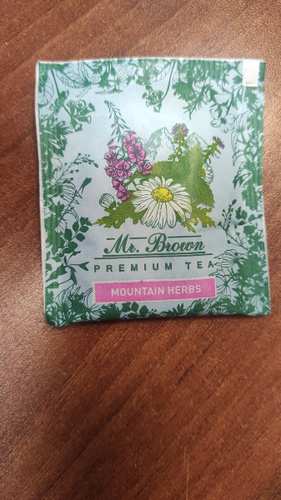 Mr. Brown
PREMIUM TEA
MOUNTAIN HERBS